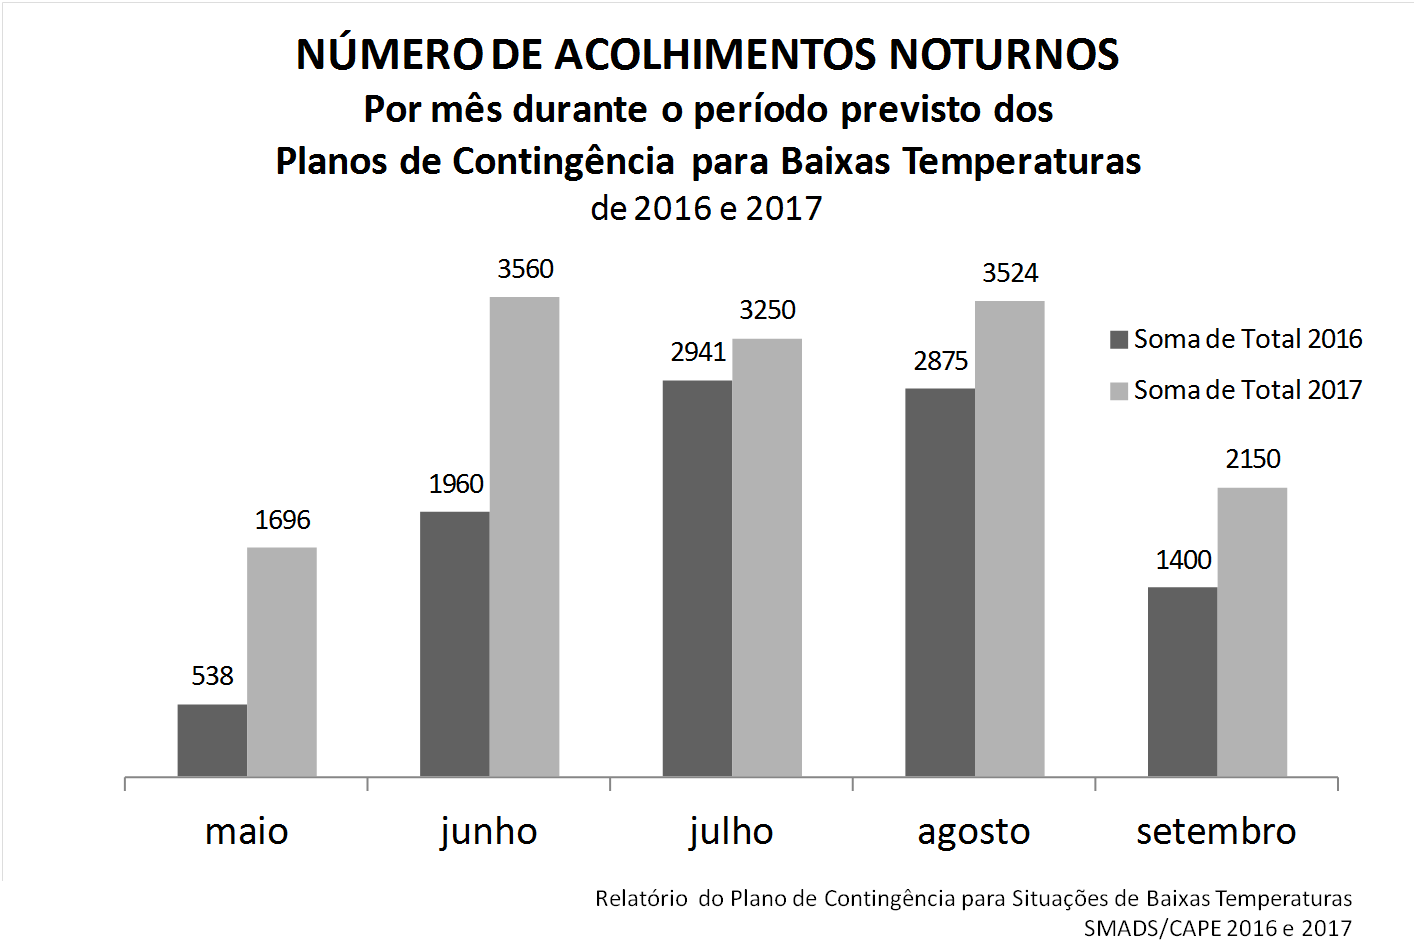 NÚMERO DE ACOLHIMENTOS NOTURNOS
Por mês durante o período previsto dos
Planos de Contingência para Baixas Temperaturas
de 2016 e 2017
3560
3524
3250
2941
2875
1960
1696
538
2150
1400
Soma de Total 2016
Soma de Total 2017
maio junho julho agosto setembro
Relatório do Plano de Contingência para Situações de Baixas Temperaturas
SMADS/CAPE 2016 e 2017